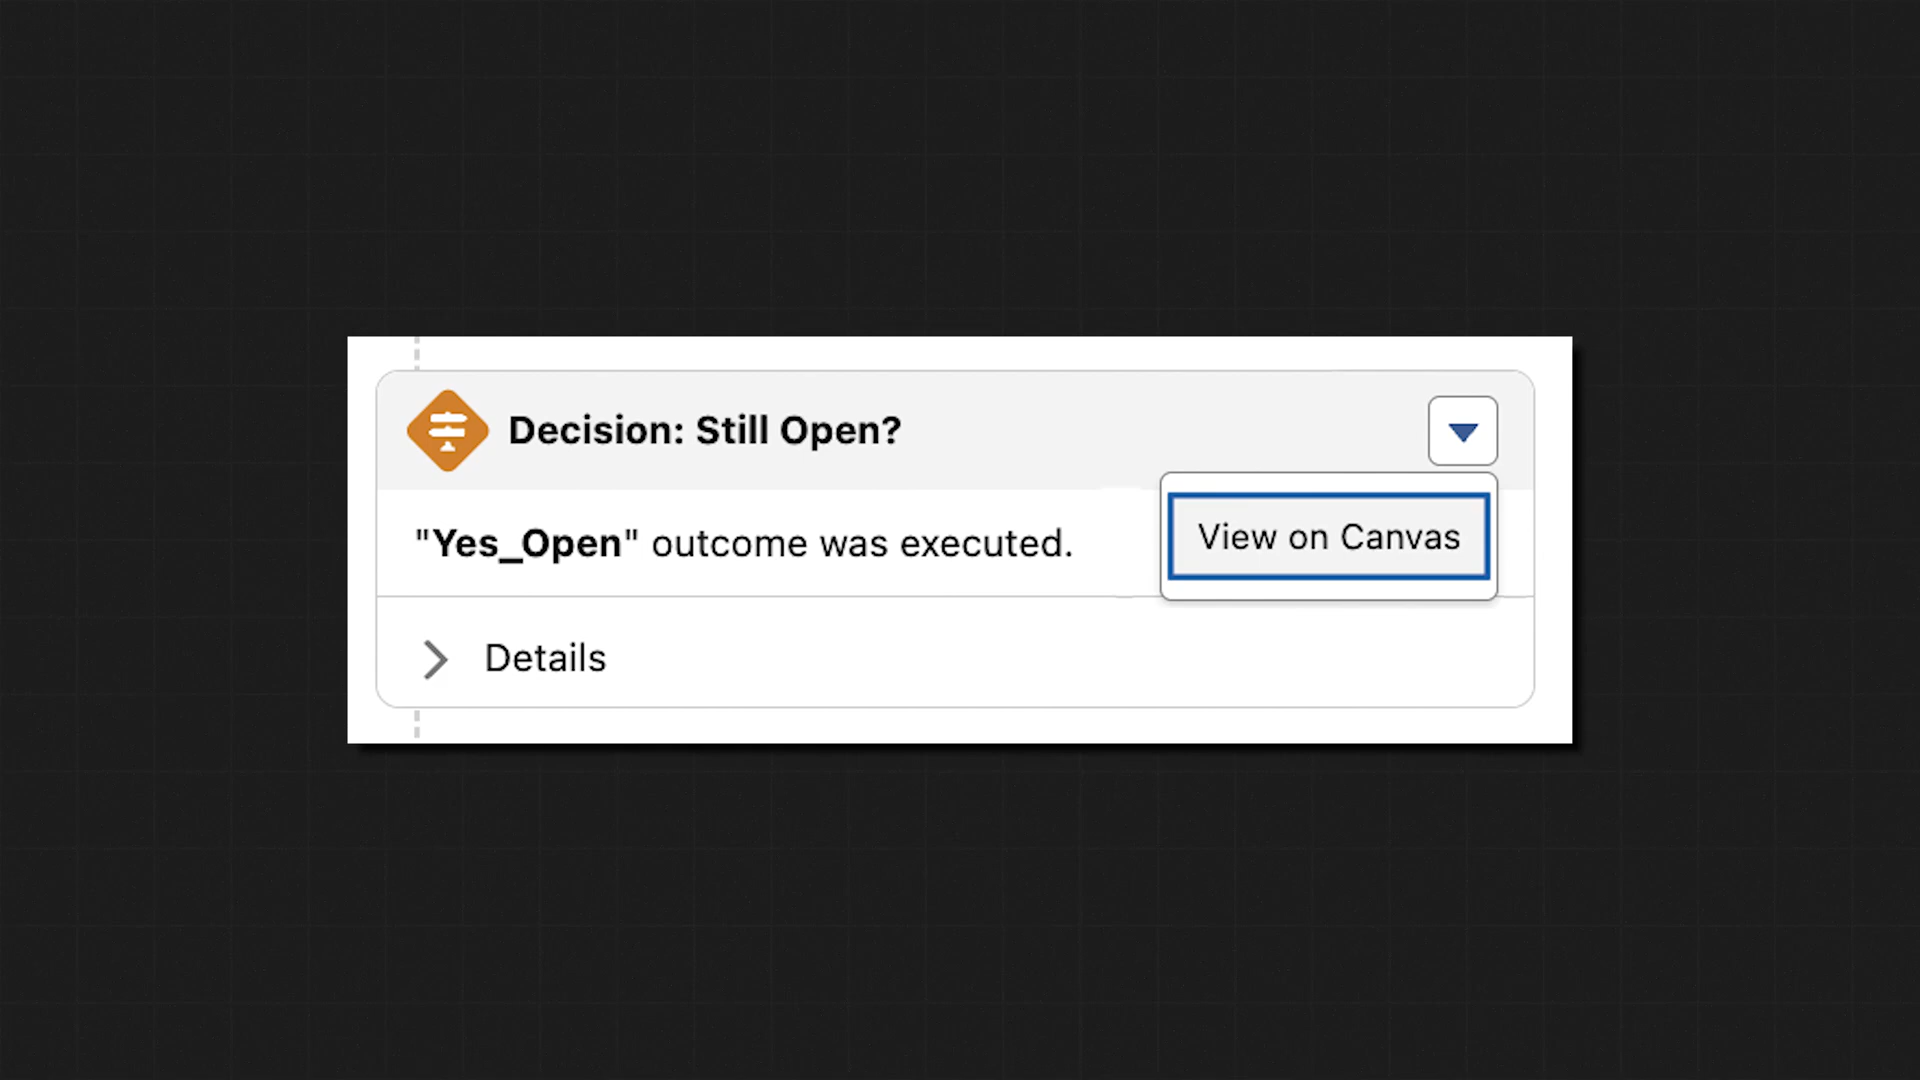 Decision: Still Open?
"Yes_Open" outcome was executed.
View on Canvas
Details